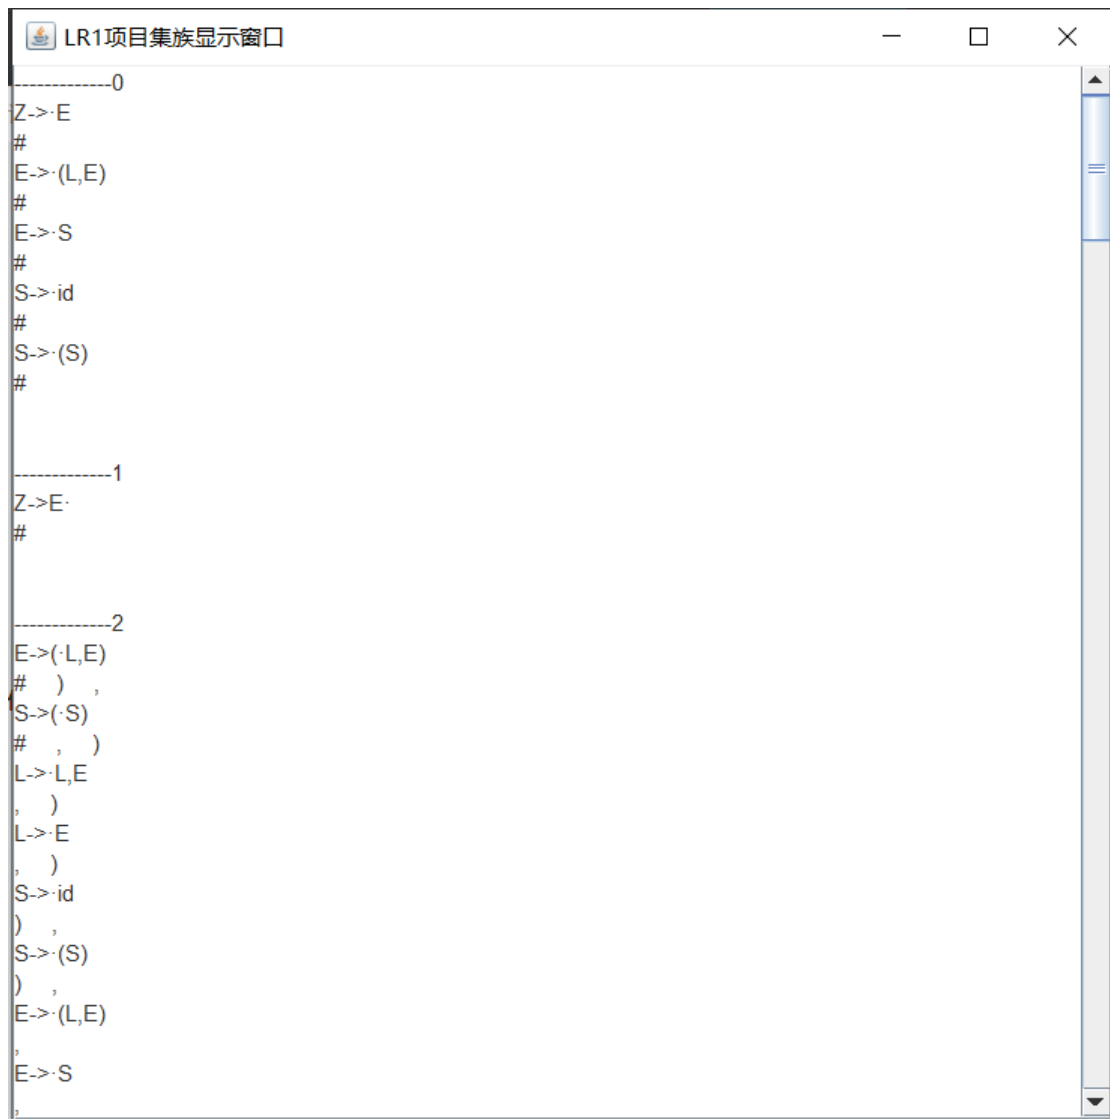 LR1项目集族显示窗口
-------------0
Z->·E
#
E->·(L,E)
#
E->·S
#
S->·id
#
S->·(S)
#
-------------1
Z->E·
#
-------------2
E->(·L,E)
# ) ,
S->(·S)
# , )
L->·L,E
, )
L->·E
, )
S->·id
) ,
S->·(S)
) ,
E->·(L,E)
,
E->·S
,